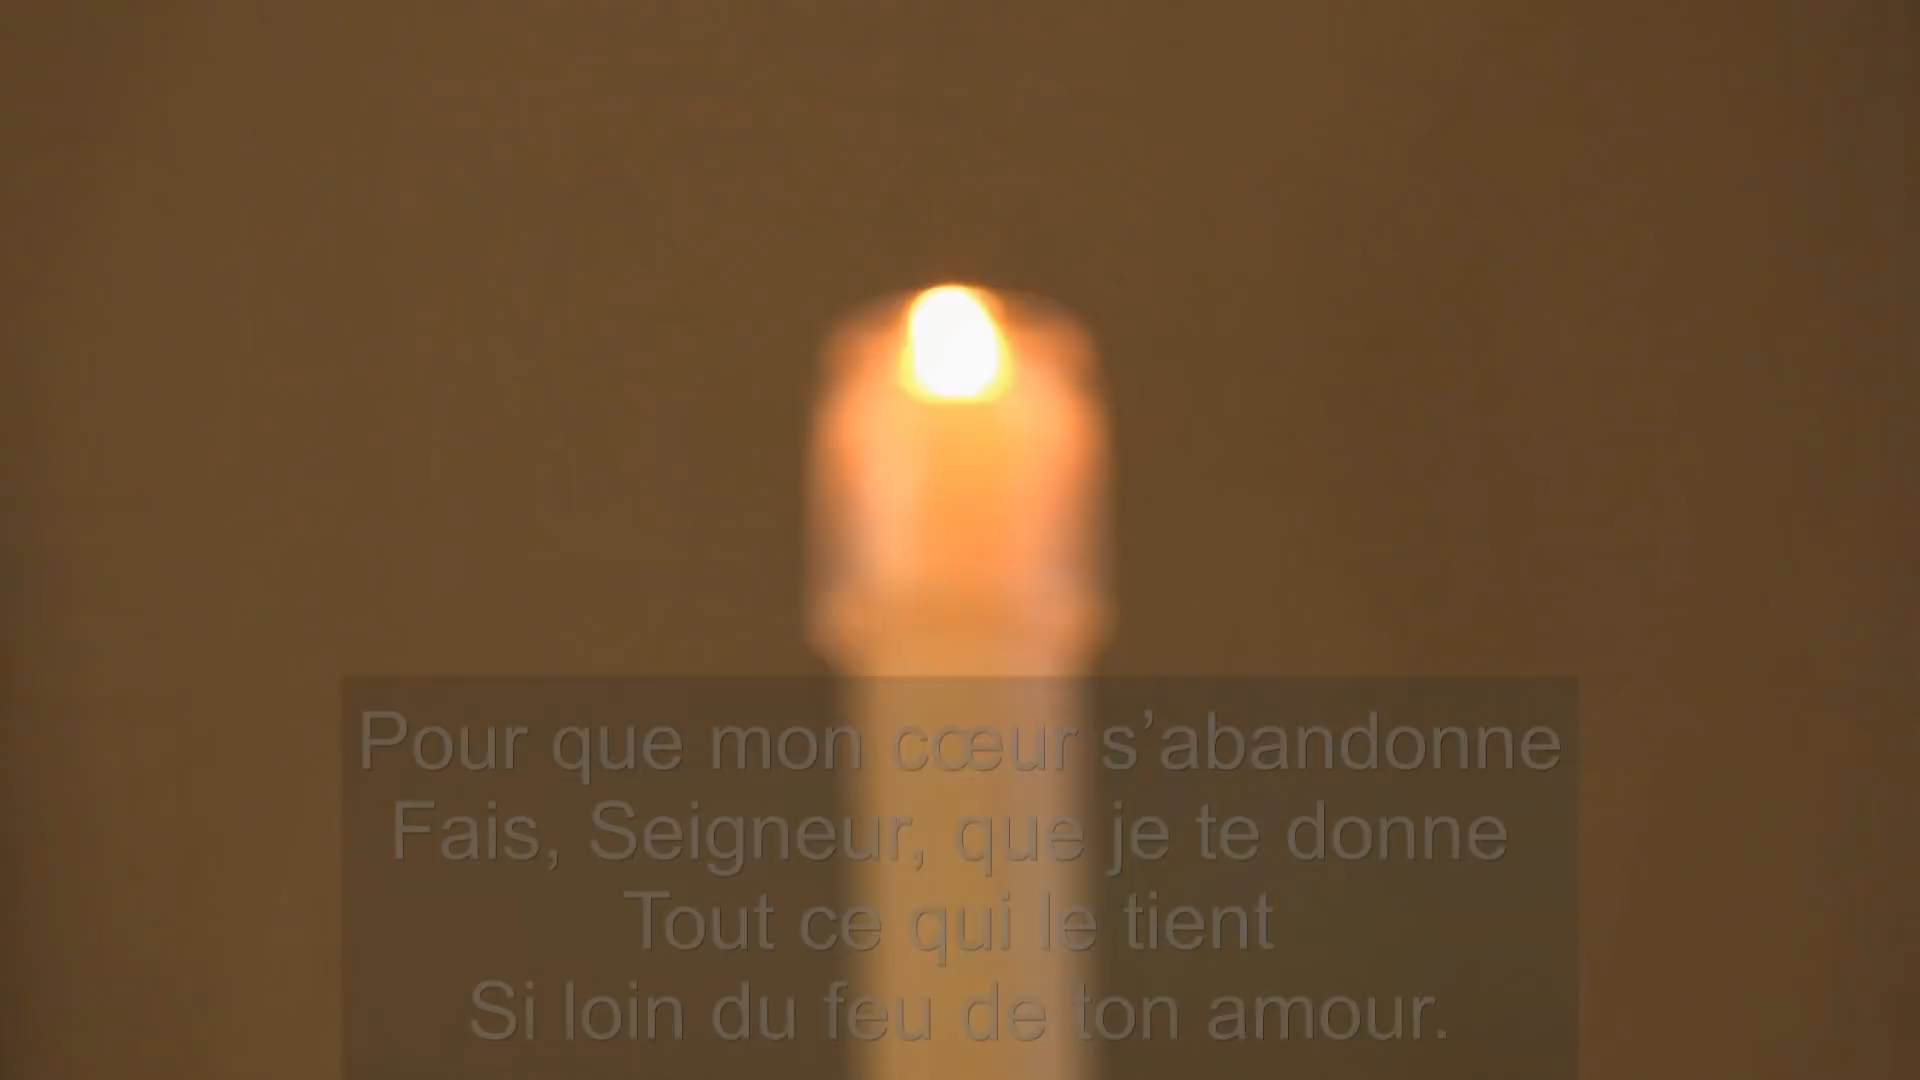 Pour que mon cœur s’abandonne
Fais, Seigneur, que je te donne
Tout ce qui le tient
Si loin du feu de ton amour.